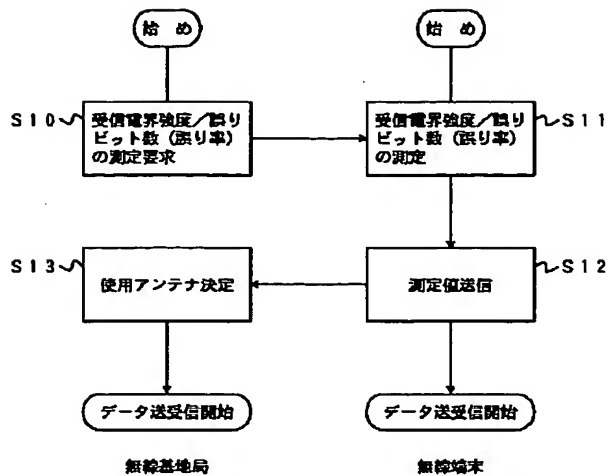 始 め
始 め
S10
受信電界強度/誤り
ビット数(誤り率)
の測定要求
受信電界強度/誤り
ビット数(誤り率)
の測定
S11
S13
使用アンテナ決定
測定値送信
S12
データ送受信開始
データ送受信開始
無線基地局
無線端末